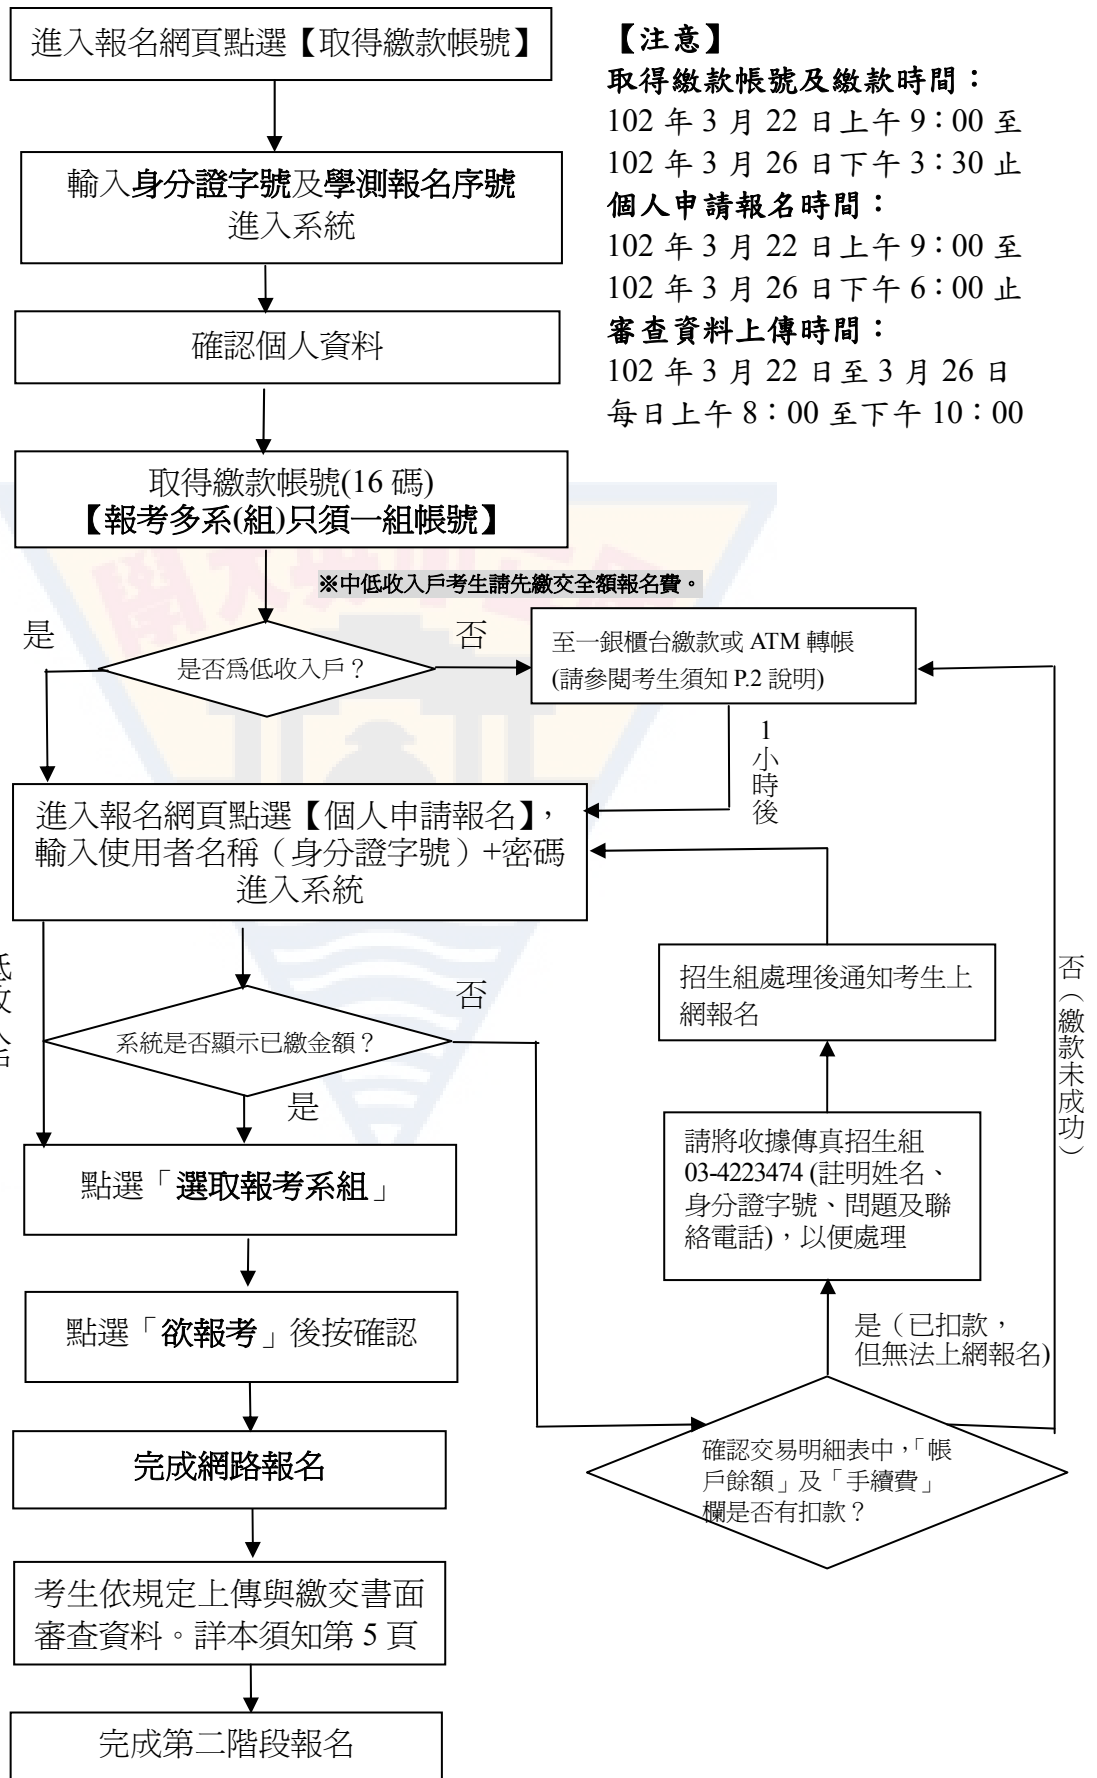 進入報名網頁點選【取得繳款帳號】
【注意】
取得繳款帳號及繳款時間：
102 年 3 月 22 日上午 9：00 至
102 年 3 月 26 日下午 3：30 止
個人申請報名時間：
102 年 3 月 22 日上午 9：00 至
102 年 3 月 26 日下午 6：00 止
審查資料上傳時間：
102 年 3 月 22 日至 3 月 26 日
每日上午 8：00 至下午 10：00
輸入身分證字號及學測報名序號
進入系統
確認個人資料
取得繳款帳號(16 碼)
【報考多系(組)只須一組帳號】
※中低收入戶考生請先繳交全額報名費。
是
是否為低收入戶？
否
至一銀櫃台繳款或 ATM 轉帳
(請參閱考生須知 P.2 說明)
1小時後
進入報名網頁點選【個人申請報名】，
輸入使用者名稱（身分證字號）+密碼
進入系統
系統是否顯示已繳金額？
否
是
招生組處理後通知考生上
網報名
否（繳款未成功）
請將收據傳真招生組
03-4223474 (註明姓名、
身分證字號、問題及聯
絡電話)，以便處理
是（已扣款，
但無法上網報名)
確認交易明細表中，「帳
戶餘額」及「手續費」
欄是否有扣款？
點選「選取報考系組」
點選「欲報考」後按確認
完成網路報名
考生依規定上傳與繳交書面
審查資料。詳本須知第 5 頁
完成第二階段報名